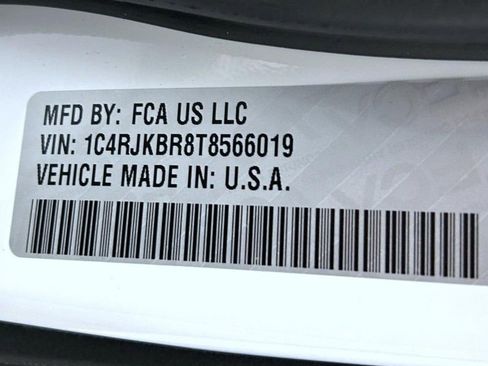 MFD BY: FCA US LLC
VIN: 1C4RJKBR8T8566019
VEHICLE MADE IN: U.S.A.